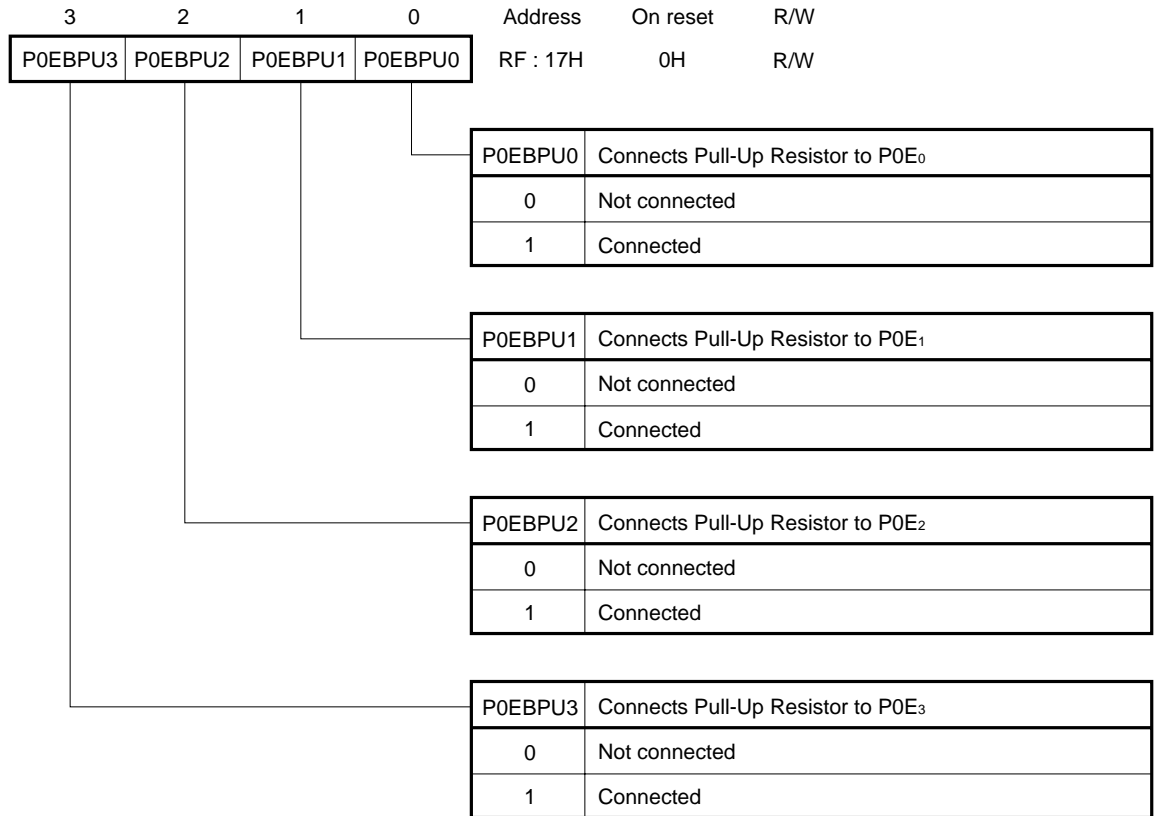 3 2 1 0 Address On reset R/W
P0EBPU3 P0EBPU2 P0EBPU1 P0EBPU0 RF : 17H 0H R/W
P0EBPU0 Connects Pull-Up Resistor to P0E₀
0 Not connected
1 Connected
P0EBPU1 Connects Pull-Up Resistor to P0E₁
0 Not connected
1 Connected
P0EBPU2 Connects Pull-Up Resistor to P0E₂
0 Not connected
1 Connected
P0EBPU3 Connects Pull-Up Resistor to P0E₃
0 Not connected
1 Connected